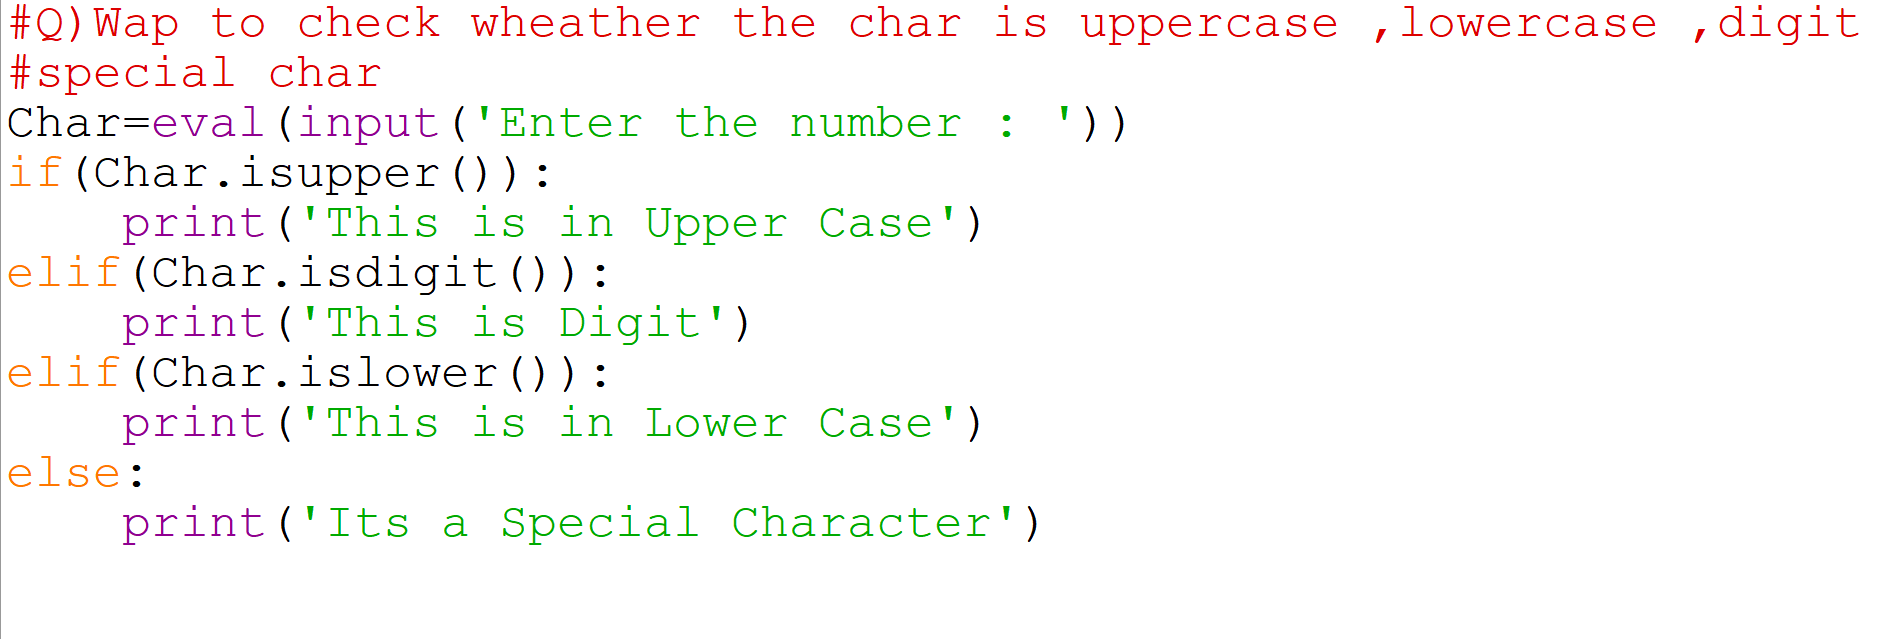 #Q)Wap to check wheather the char is uppercase ,lowercase ,digit
#special char
Char=eval(input('Enter the number : '))
if(Char.isupper()):
    print('This is in Upper Case')
elif(Char.isdigit()):
    print('This is Digit')
elif(Char.islower()):
    print('This is in Lower Case')
else:
    print('Its a Special Character')